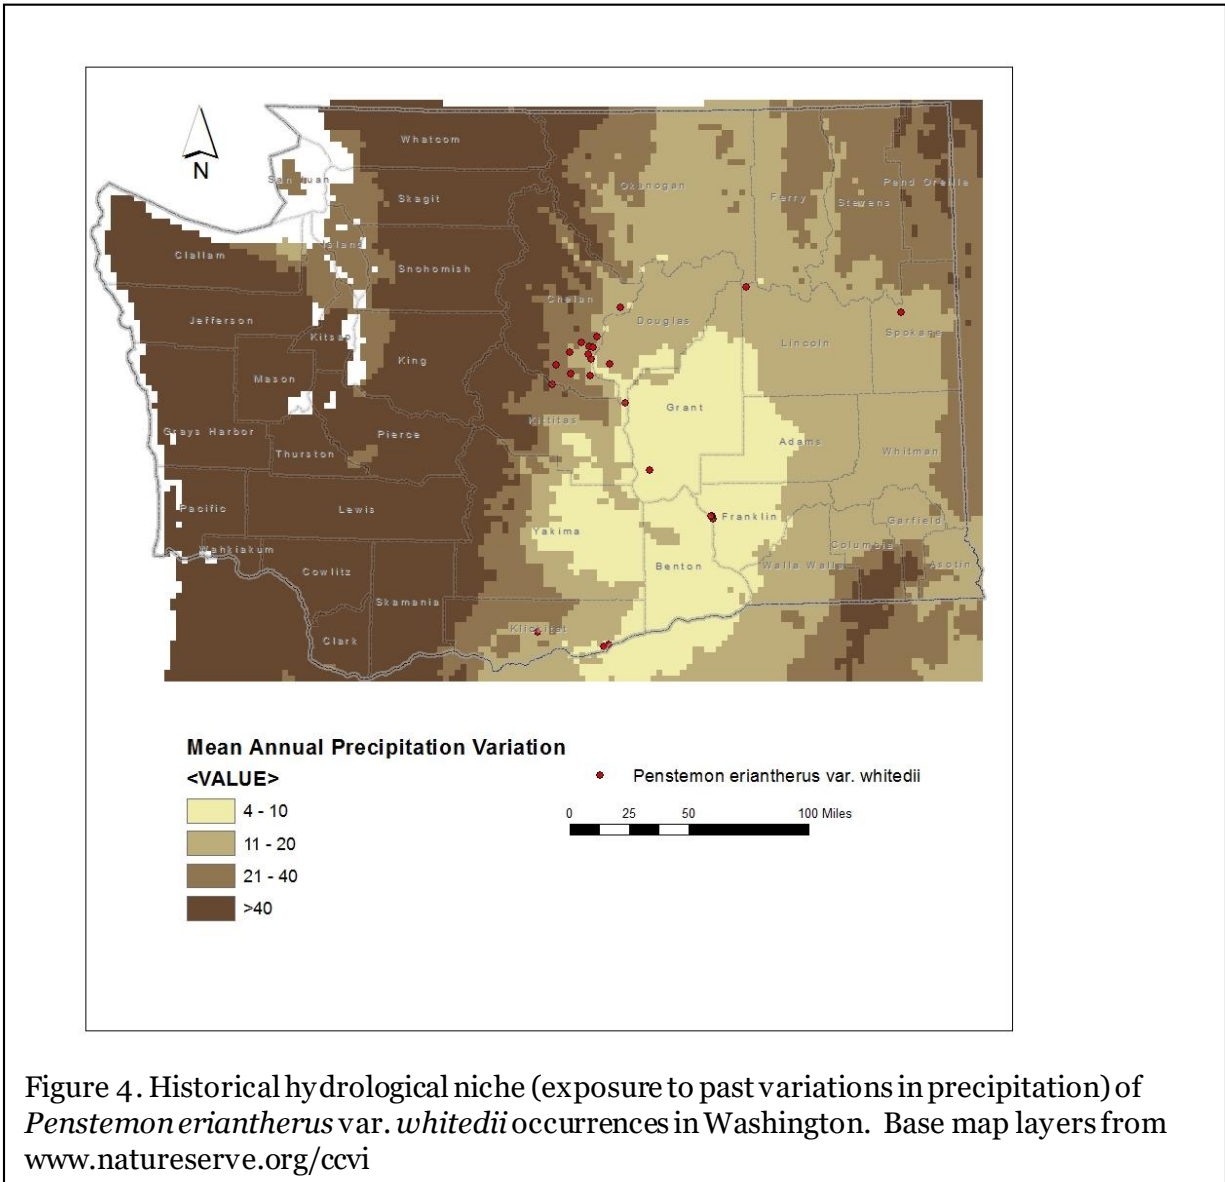 N
Whatcom
San Juan
Skagit
Okanogan
Ferry
Stevens
Pend Oreille
Island
Clallam
Snohomish
Chelan
Jefferson
Douglas
Kitsap
King
Lincoln
Spokane
Mason
Grant
Grays Harbor
Pierce
Kittitas
Adams
Thurston
Whitman
Pacific
Lewis
Yakima
Franklin
Garfield
Wahkiakum
Columbia
Cowlitz
Benton
Walla Walla
Asotin
Skamania
Klickitat
Clark
Mean Annual Precipitation Variation
<VALUE>
4 - 10
11 - 20
21 - 40
>40
Penstemon eriantherus var. whitedii
0 25 50 100 Miles
Figure 4. Historical hydrological niche (exposure to past variations in precipitation) of
Penstemon eriantherus var. whitedii occurrences in Washington. Base map layers from
www.natureserve.org/ccvi